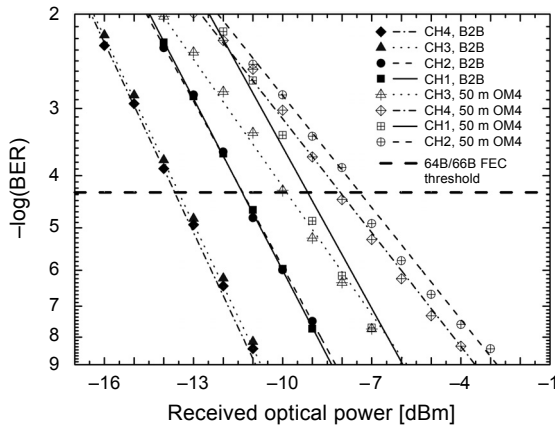 2
3
4
5
6
7
8
9
−log(BER)
CH4, B2B
CH3, B2B
CH2, B2B
CH1, B2B
CH3, 50 m OM4
CH4, 50 m OM4
CH1, 50 m OM4
CH2, 50 m OM4
64B/66B FEC
threshold
−16 −13 −10 −7 −4 −1
Received optical power [dBm]